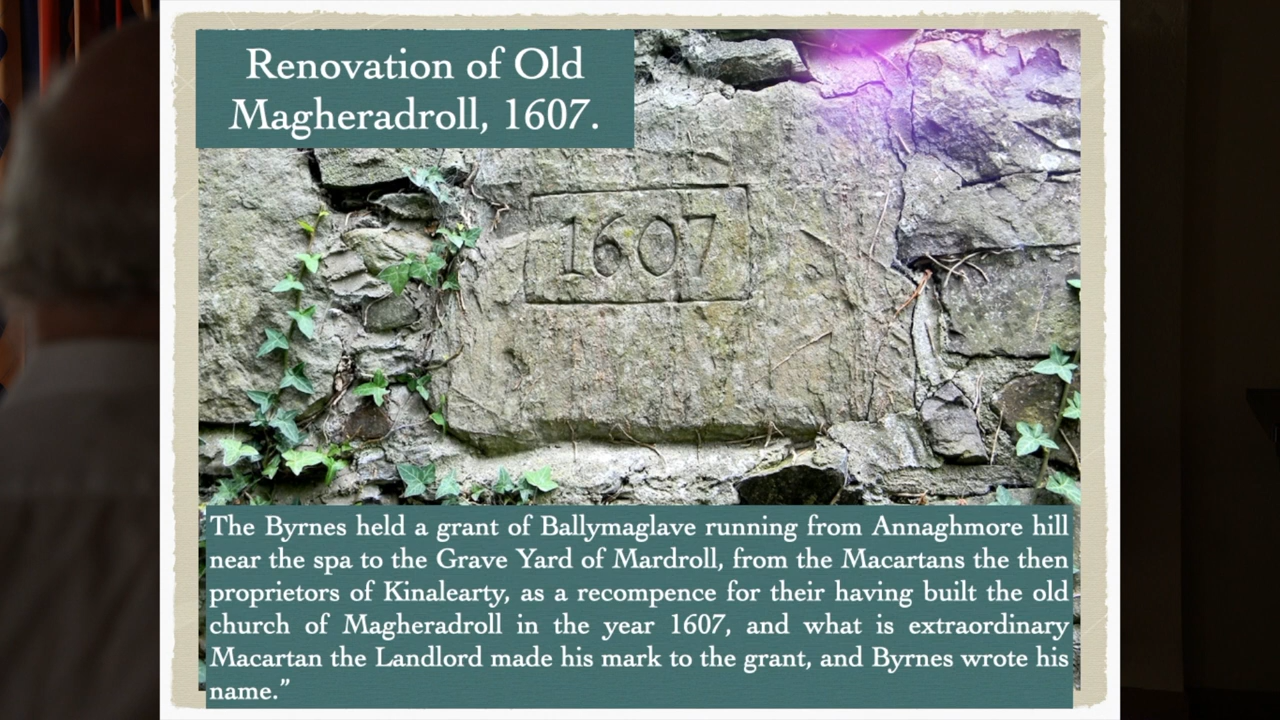 Renovation of Old
Magheradroll, 1607.
1607
The Byrnes held a grant of Ballymaglave running from Annaghmore hill
near the spa to the Grave Yard of Mardroll, from the Macartans the then
proprietors of Kinalearty, as a recompence for their having built the old
church of Magheradroll in the year 1607, and what is extraordinary
Macartan the Landlord made his mark to the grant, and Byrnes wrote his
name.”